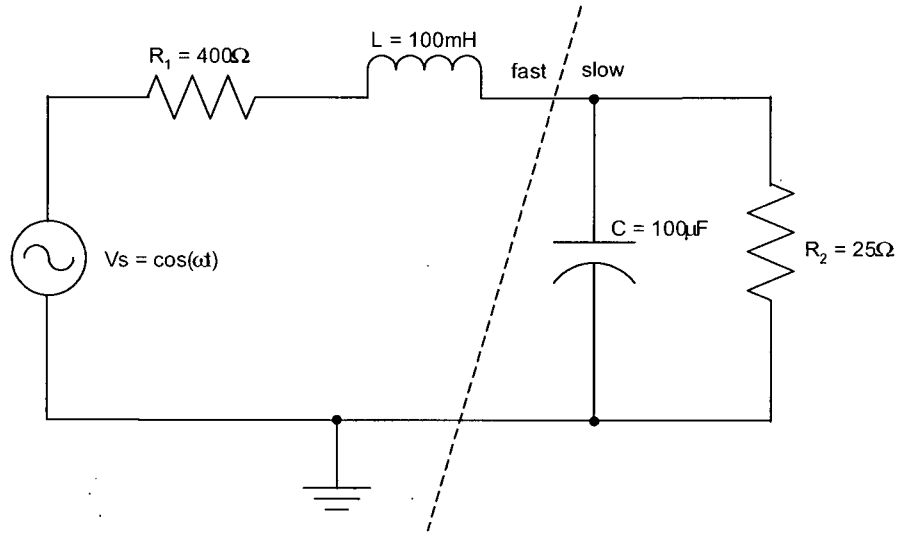 L = 100mH
R₁ = 400Ω
fast slow
C = 100μF
R₂ = 25Ω
Vs = cos(ωt)